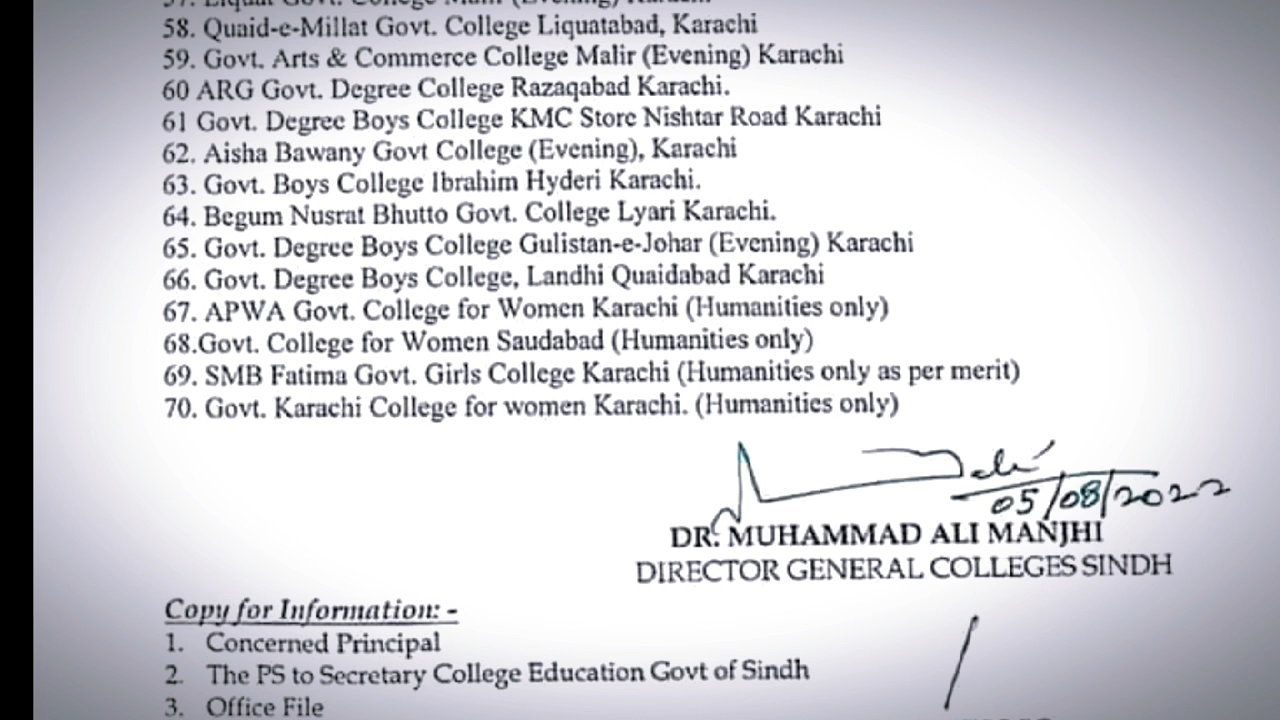 58. Quaid-e-Millat Govt. College Liquatabad, Karachi
59. Govt. Arts & Commerce College Malir (Evening) Karachi
60 ARG Govt. Degree College Razaqabad Karachi.
61 Govt. Degree Boys College KMC Store Nishtar Road Karachi
62. Aisha Bawany Govt College (Evening), Karachi
63. Govt. Boys College Ibrahim Hyderi Karachi.
64. Begum Nusrat Bhutto Govt. College Lyari Karachi.
65. Govt. Degree Boys College Gulistan-e-Johar (Evening) Karachi
66. Govt. Degree Boys College, Landhi Quaidabad Karachi
67. APWA Govt. College for Women Karachi (Humanities only)
68.Govt. College for Women Saudabad (Humanities only)
69. SMB Fatima Govt. Girls College Karachi (Humanities only as per merit)
70. Govt. Karachi College for women Karachi. (Humanities only)
05/08/2022
DR. MUHAMMAD ALI MANJHI
DIRECTOR GENERAL COLLEGES SINDH
Copy for Information: -
1. Concerned Principal
2. The PS to Secretary College Education Govt of Sindh
3. Office File